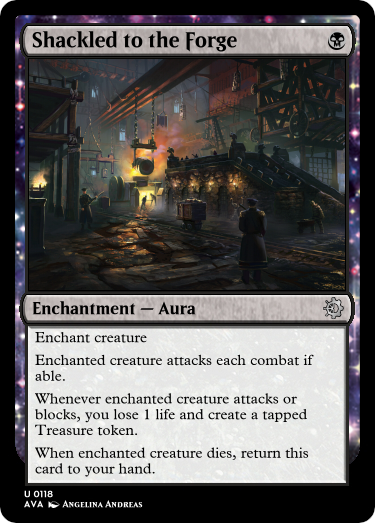 Shackled to the Forge
Enchantment — Aura
Enchant creature
Enchanted creature attacks each combat if
able.
Whenever enchanted creature attacks or
blocks, you lose 1 life and create a tapped
Treasure token.
When enchanted creature dies, return this
card to your hand.
U 0118
AVA Angelina Andreas